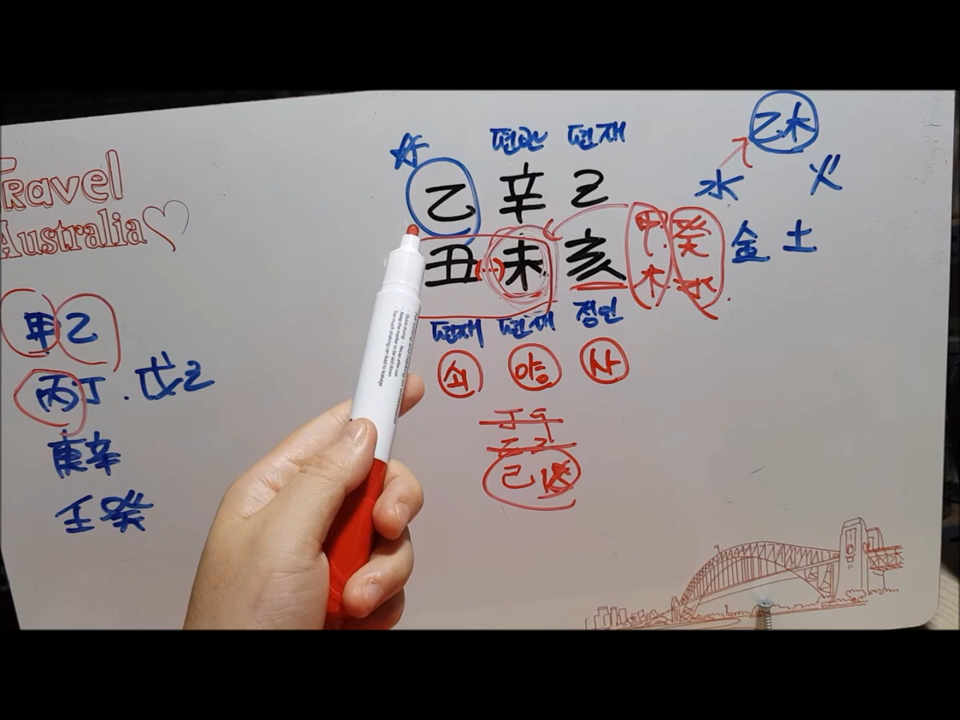 Travel
Australia
편관 편재
乙木
乙 辛 己
水 火
丑 未 亥
甲木 癸水
金 土
편재 편재 정인
쇠 양 사
甲乙
丙丁.戊己
庚辛
壬癸